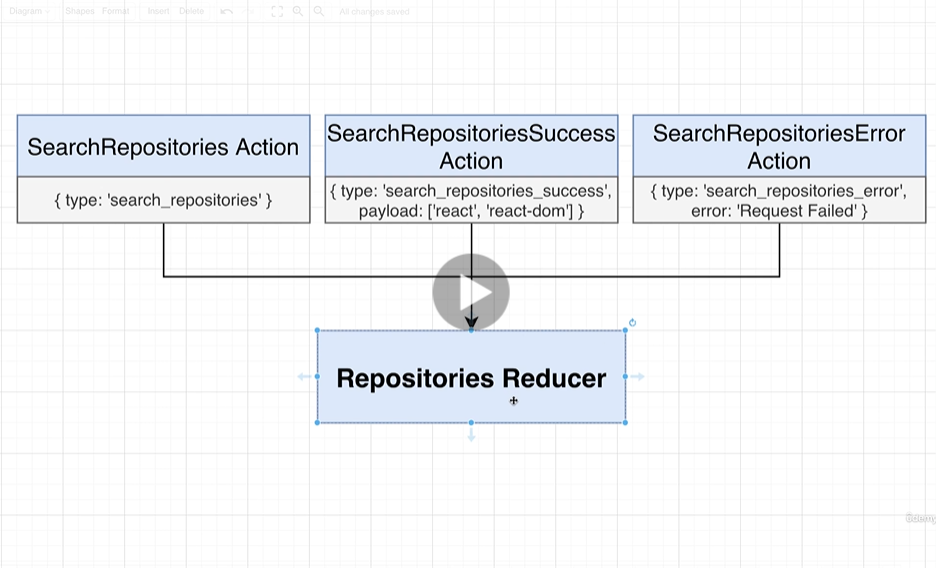 Diagram
Shapes
Format
Insert
Delete
All changes saved
SearchRepositories Action
{ type: 'search_repositories' }
SearchRepositoriesSuccess
Action
{ type: 'search_repositories_success',
payload: ['react', 'react-dom'] }
SearchRepositoriesError
Action
{ type: 'search_repositories_error',
error: 'Request Failed' }
Repositories Reducer
ûdemy